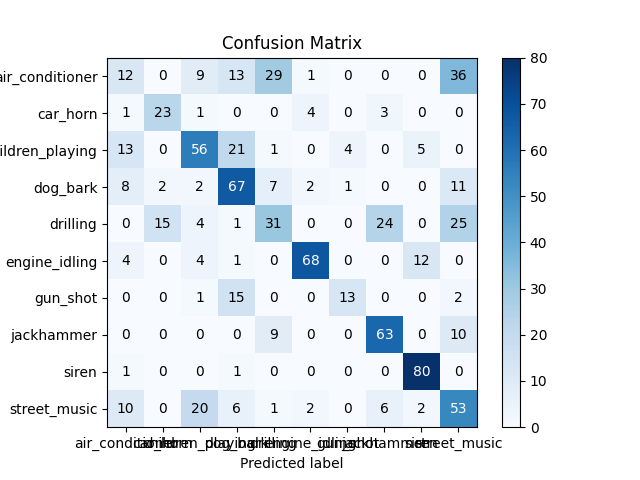 Confusion Matrix
air_conditioner 12 0 9 13 29 1 0 0 0 36 80
car_horn 1 23 1 0 0 4 0 3 0 0 70
ildren_playing 13 0 56 21 1 0 4 0 5 0 60
dog_bark 8 2 2 67 7 2 1 0 0 11 50
drilling 0 15 4 1 31 0 0 24 0 25 40
engine_idling 4 0 4 1 0 68 0 0 12 0 30
gun_shot 0 0 1 15 0 0 13 0 0 2
jackhammer 0 0 0 0 9 0 0 63 0 10 20
siren 1 0 0 1 0 0 0 0 80 0 10
street_music 10 0 20 6 1 2 0 6 2 53 0
street_music
Predicted label